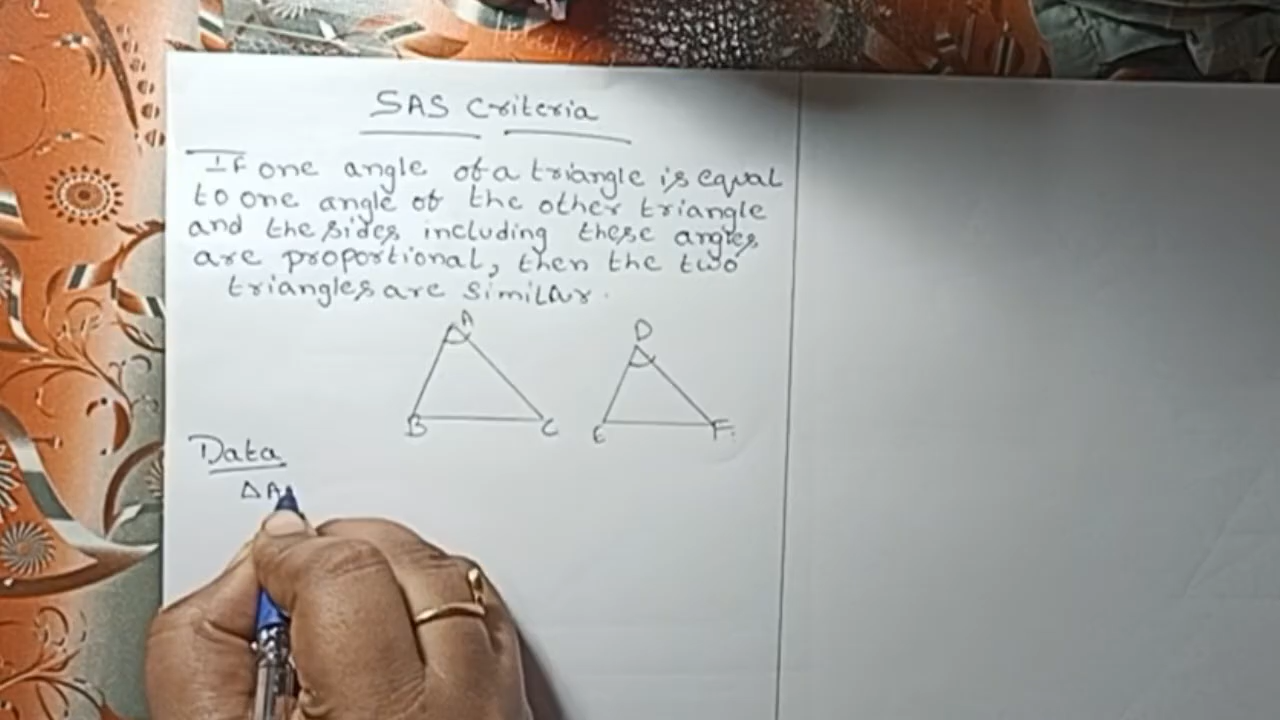 SAS Criteria
If one angle of a triangle is equal
to one angle of the other triangle
and the sides including these angles
are proportional, then the two
triangles are similar.
A
D
B
C
E
F
Data
Δ A